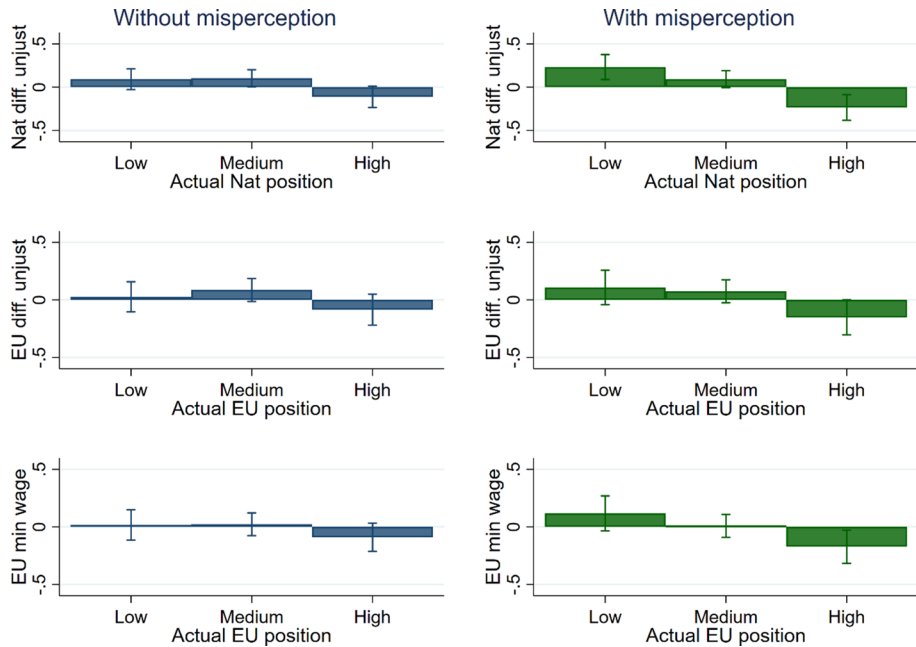 Without misperception
With misperception
Nat diff. unjust
.5
0
-.5
Low Medium High
Actual Nat position
Nat diff. unjust
.5
0
-.5
Low Medium High
Actual Nat position
EU diff. unjust
.5
0
-.5
Low Medium High
Actual EU position
EU diff. unjust
.5
0
-.5
Low Medium High
Actual EU position
EU min wage
.5
0
-.5
Low Medium High
Actual EU position
EU min wage
.5
0
-.5
Low Medium High
Actual EU position